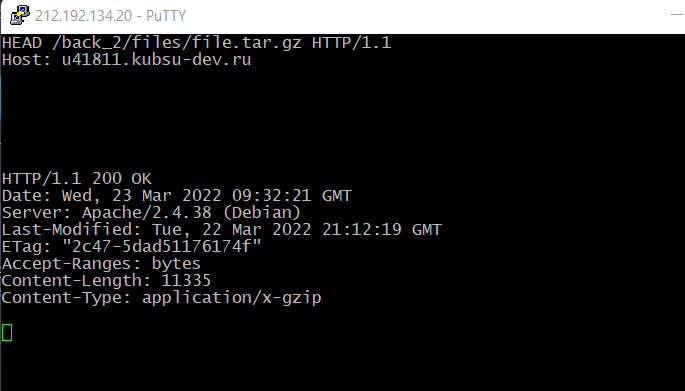 212.192.134.20 - PuTTY
HEAD /back_2/files/file.tar.gz HTTP/1.1
Host: u41811.kubsu-dev.ru
HTTP/1.1 200 OK
Date: Wed, 23 Mar 2022 09:32:21 GMT
Server: Apache/2.4.38 (Debian)
Last-Modified: Tue, 22 Mar 2022 21:12:19 GMT
ETag: "2c47-5dad51176174f"
Accept-Ranges: bytes
Content-Length: 11335
Content-Type: application/x-gzip